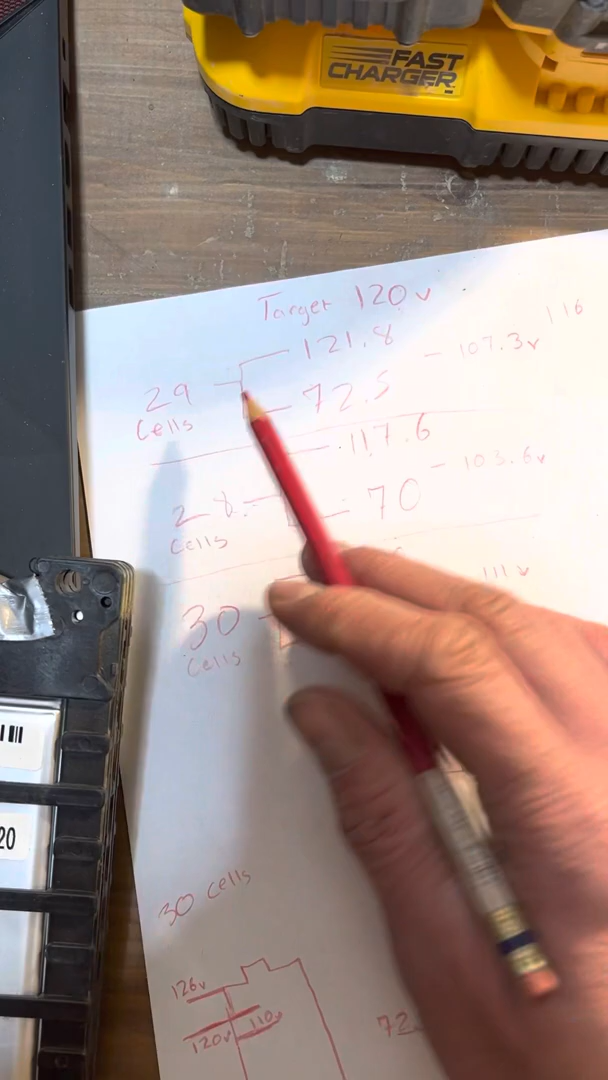 FAST
CHARGER
Target 120v
116
121.8
107.3v
29
72.5
Cells
117.6
103.6v
28
70
Cells
111v
30
Cells
20
30 cells
126v
120v
110v
72